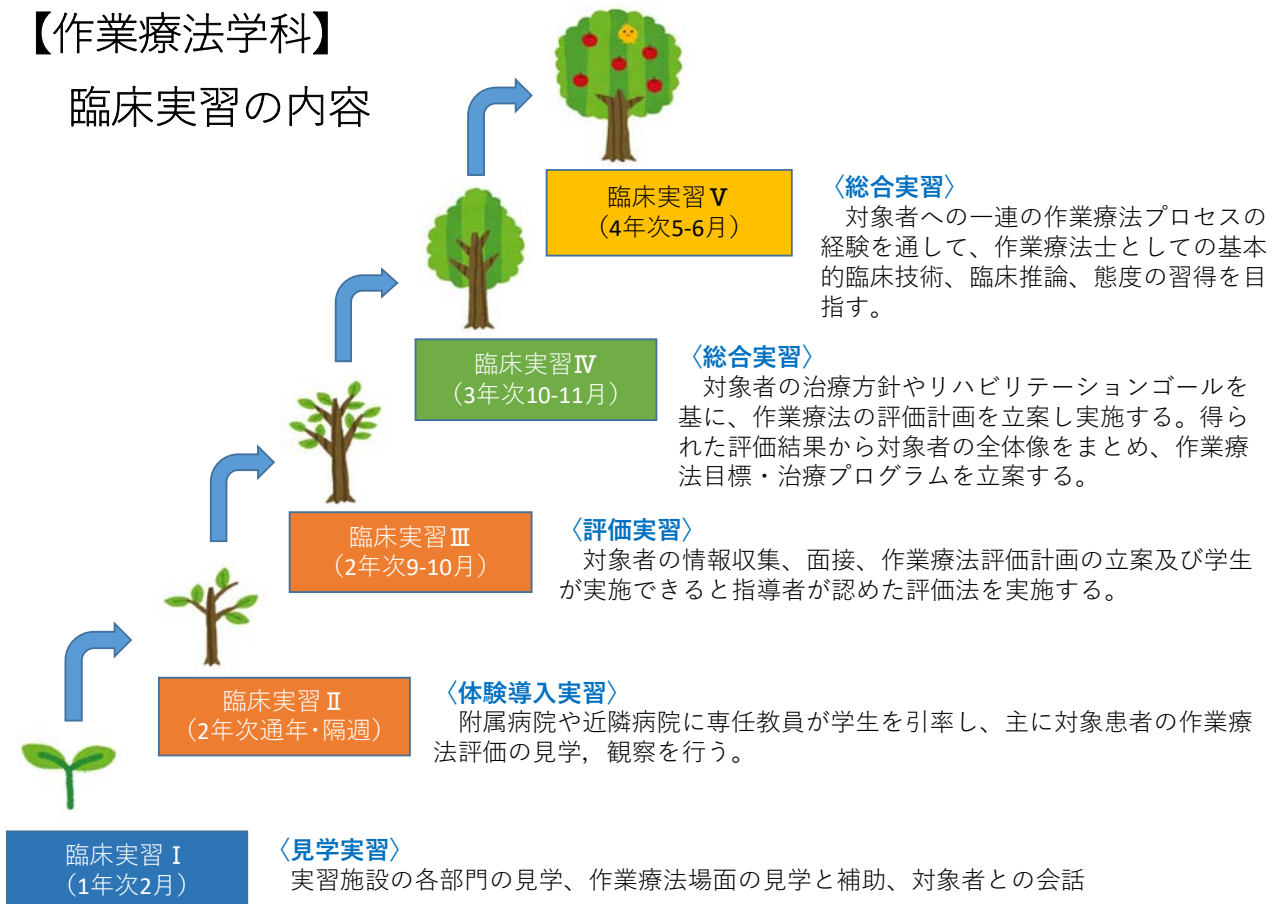 【作業療法学科】
臨床実習の内容
臨床実習Ⅴ
（4年次5-6月）
〈総合実習〉
対象者への一連の作業療法プロセスの
経験を通して、作業療法士としての基本
的臨床技術、臨床推論、態度の習得を目
指す。
臨床実習Ⅳ
（3年次10-11月）
〈総合実習〉
対象者の治療方針やリハビリテーションゴールを
基に、作業療法の評価計画を立案し実施する。得ら
れた評価結果から対象者の全体像をまとめ、作業療
法目標・治療プログラムを立案する。
臨床実習Ⅲ
（2年次9-10月）
〈評価実習〉
対象者の情報収集、面接、作業療法評価計画の立案及び学生
が実施できると指導者が認めた評価法を実施する。
臨床実習Ⅱ
（2年次通年・隔週）
〈体験導入実習〉
附属病院や近隣病院に専任教員が学生を引率し、主に対象患者の作業療
法評価の見学，観察を行う。
臨床実習Ⅰ
（1年次2月）
〈見学実習〉
実習施設の各部門の見学、作業療法場面の見学と補助、対象者との会話